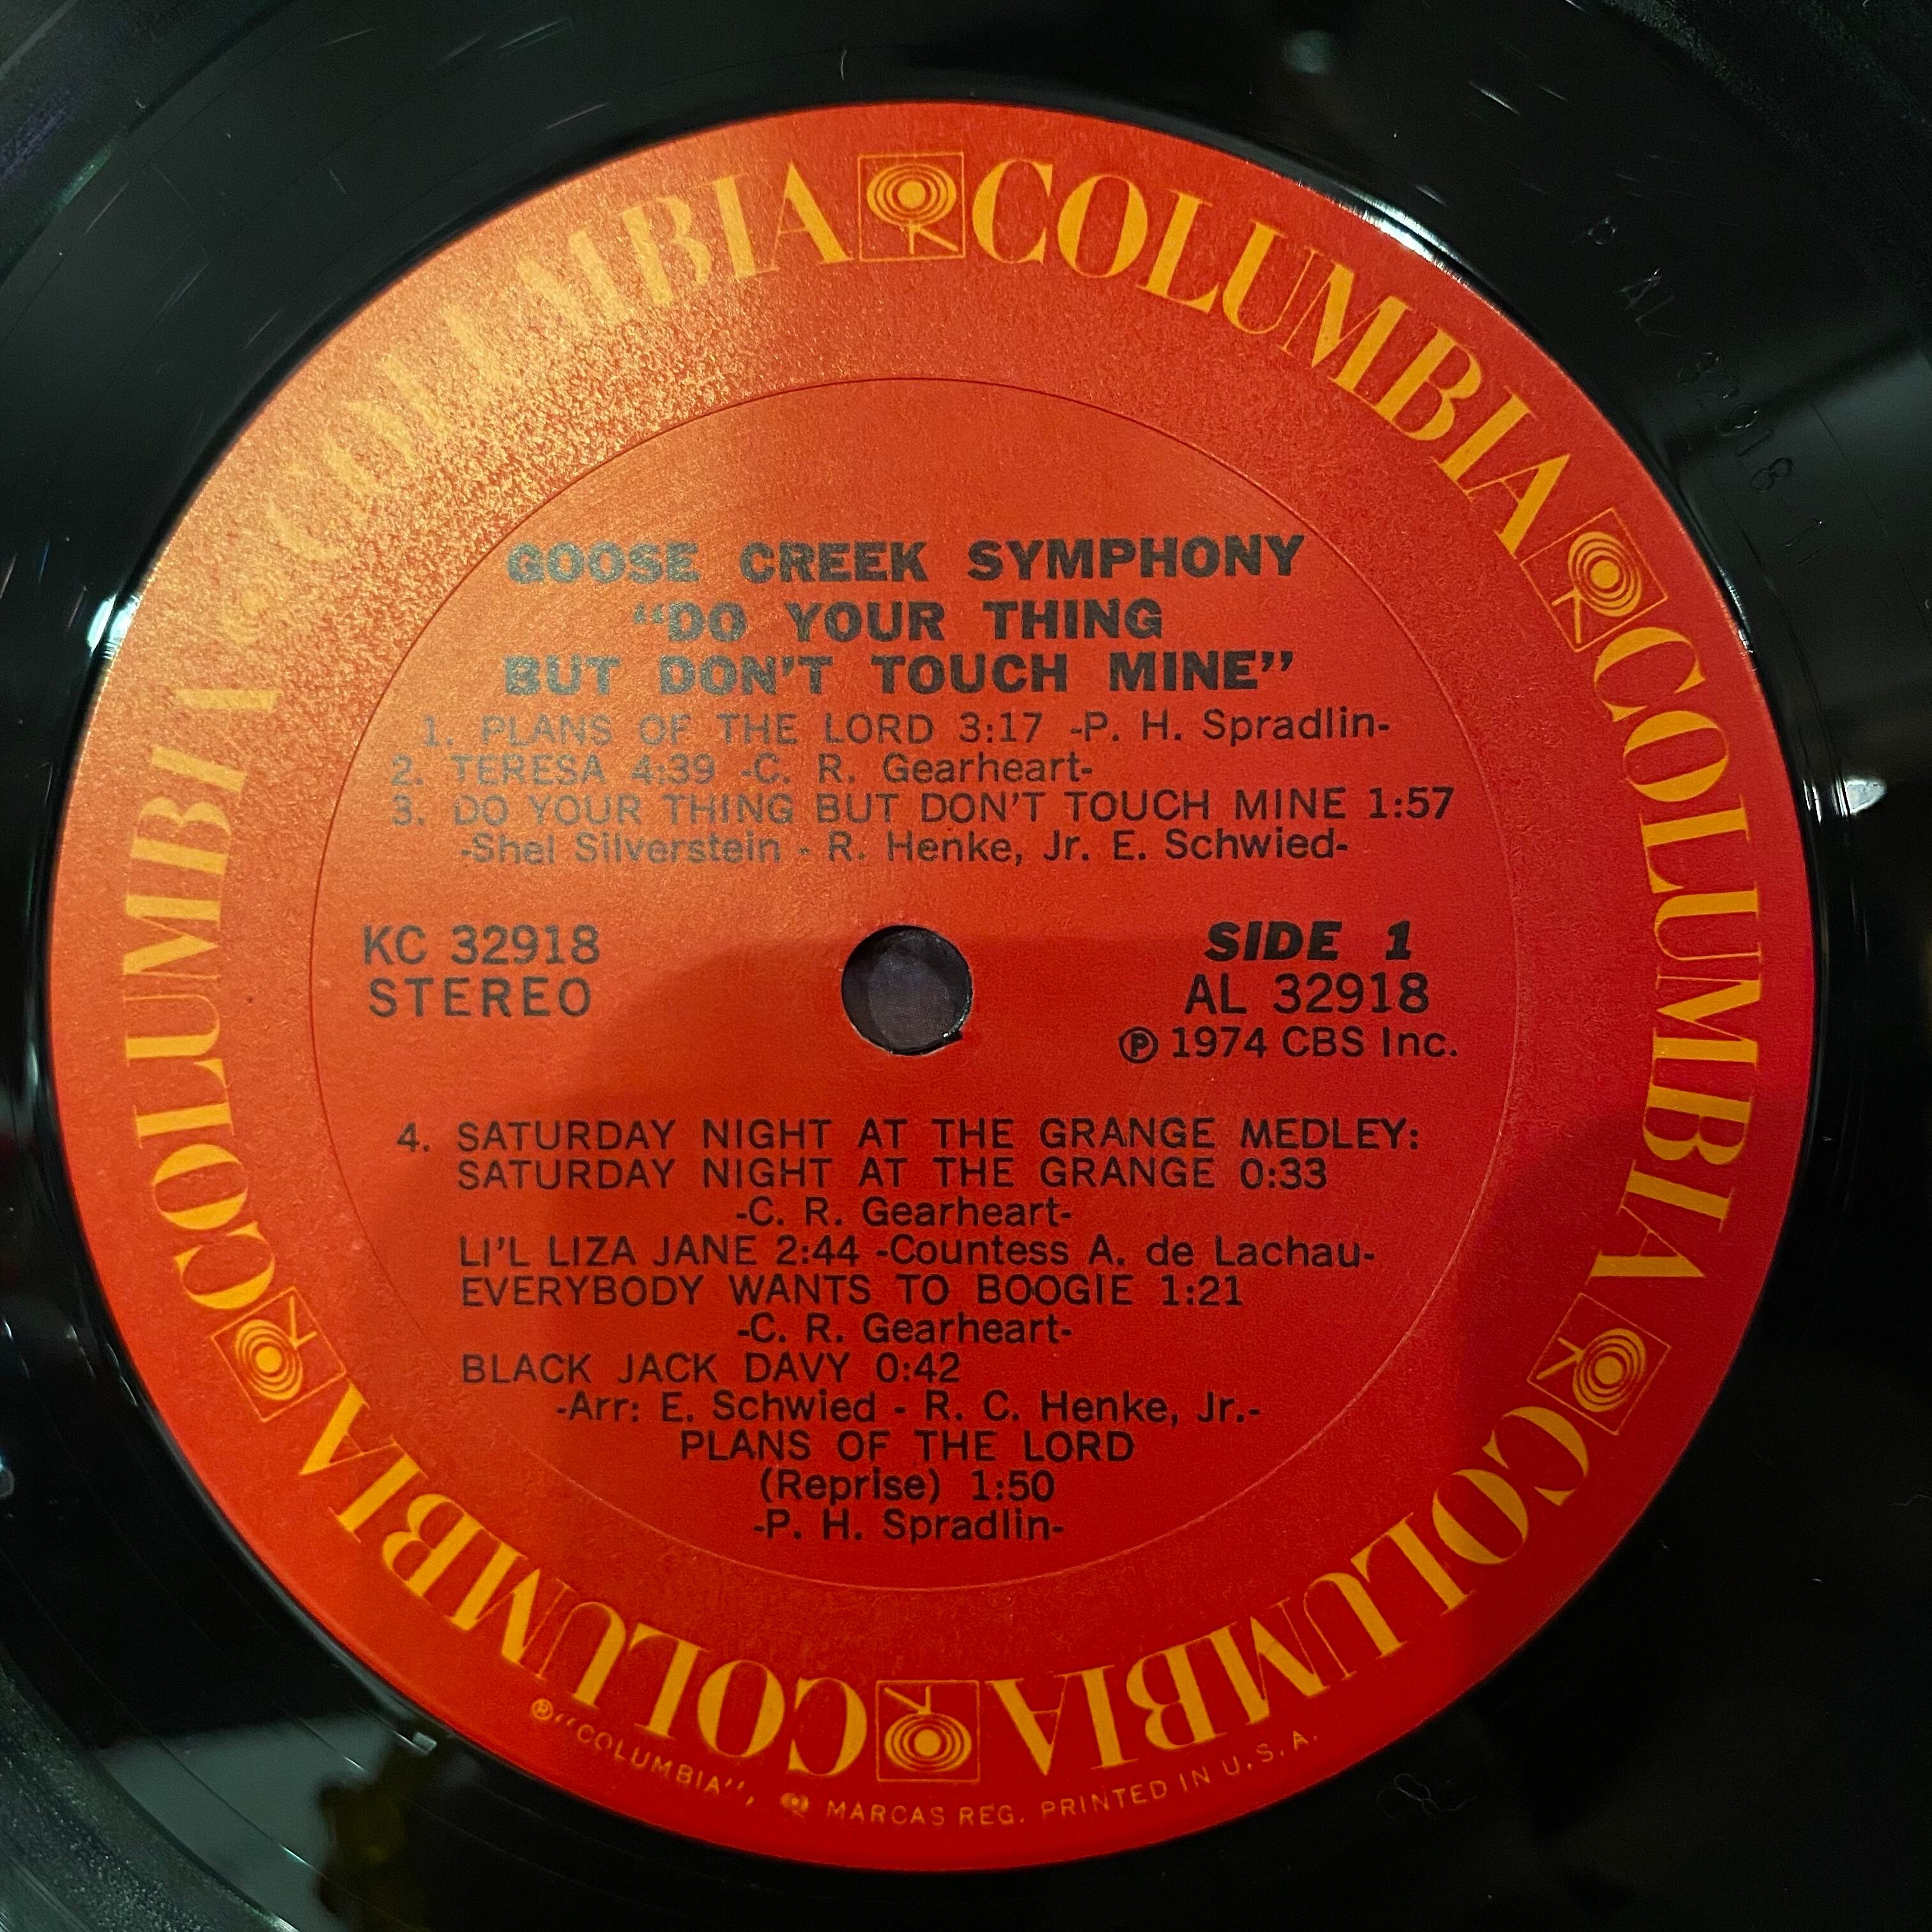 COLUMBIA COLUMBIA COLUMBIA COLUMBIA COLUMBIA COLUMBIA
GOOSE CREEK SYMPHONY
“DO YOUR THING
BUT DON'T TOUCH MINE”
1. PLANS OF THE LORD 3:17 -P. H. Spradlin-
2. TERESA 4:39 -C. R. Gearheart-
3. DO YOUR THING BUT DON'T TOUCH MINE 1:57
-Shel Silverstein - R. Henke, Jr. E. Schwied-
KC 32918
STEREO
SIDE 1
AL 32918
Ⓟ 1974 CBS Inc.
4. SATURDAY NIGHT AT THE GRANGE MEDLEY:
SATURDAY NIGHT AT THE GRANGE 0:33
-C. R. Gearheart-
LI'L LIZA JANE 2:44 -Countess A. de Lachau-
EVERYBODY WANTS TO BOOGIE 1:21
-C. R. Gearheart-
BLACK JACK DAVY 0:42
-Arr: E. Schwied - R. C. Henke, Jr.-
PLANS OF THE LORD
(Reprise) 1:50
-P. H. Spradlin-
®“COLUMBIA”, MARCAS REG. PRINTED IN U.S.A.